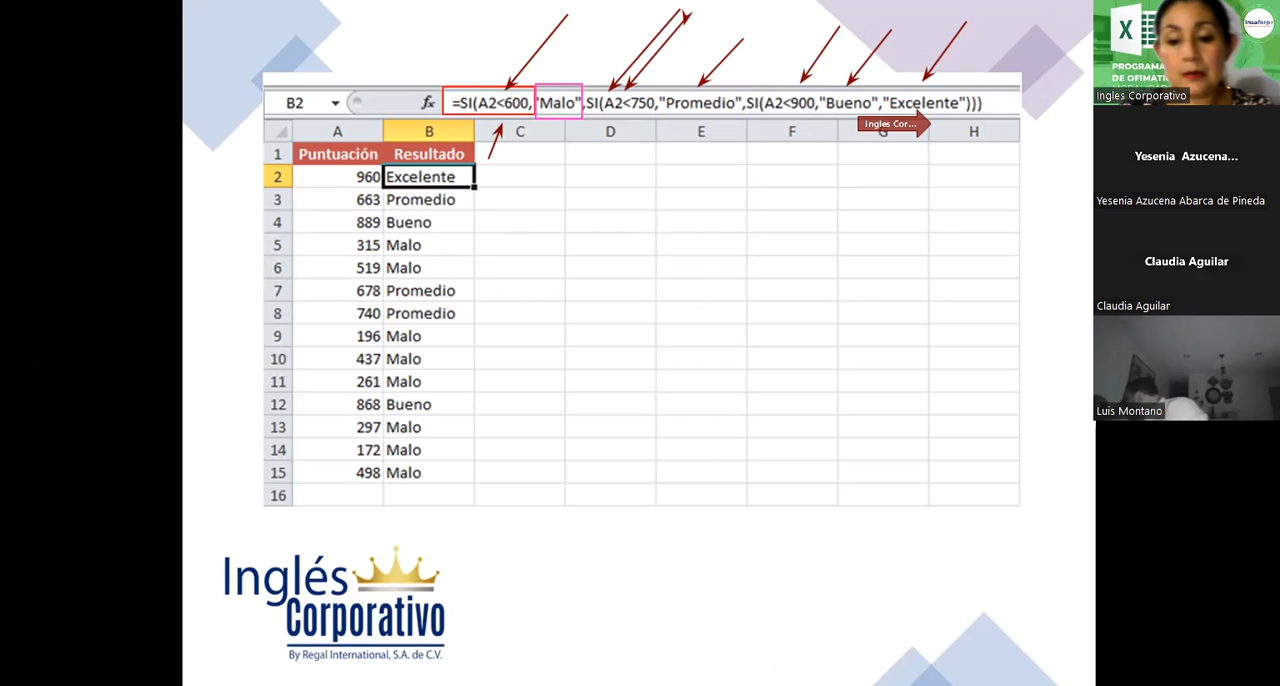 B2 fx =SI(A2<600,"Malo",SI(A2<750,"Promedio",SI(A2<900,"Bueno","Excelente")))
Ingles Cor...
A B C D E F G H
1 Puntuación Resultado
2 960 Excelente
3 663 Promedio
4 889 Bueno
5 315 Malo
6 519 Malo
7 678 Promedio
8 740 Promedio
9 196 Malo
10 437 Malo
11 261 Malo
12 868 Bueno
13 297 Malo
14 172 Malo
15 498 Malo
16
Inglés
Corporativo
By Regal International, S.A. de C.V.
X
Insaforp
PROGRAMA
DE OFIMATIC
Inglés Corporativo
Yesenia Azucena...
Yesenia Azucena Abarca de Pineda
Claudia Aguilar
Claudia Aguilar
Luis Montano